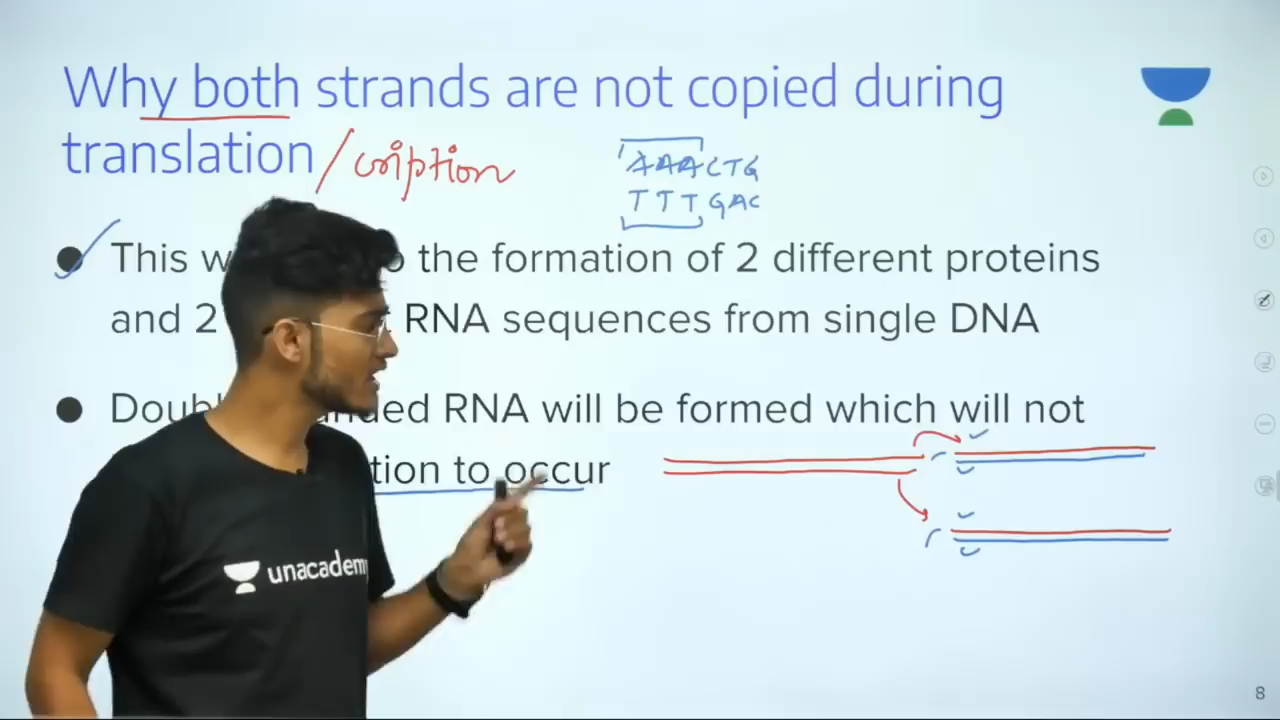 Why both strands are not copied during
translation /cription
AAACTG
TTTGAC
This w the formation of 2 different proteins
and 2 RNA sequences from single DNA
Doub nded RNA will be formed which will not
tion to occur
unacademy
8